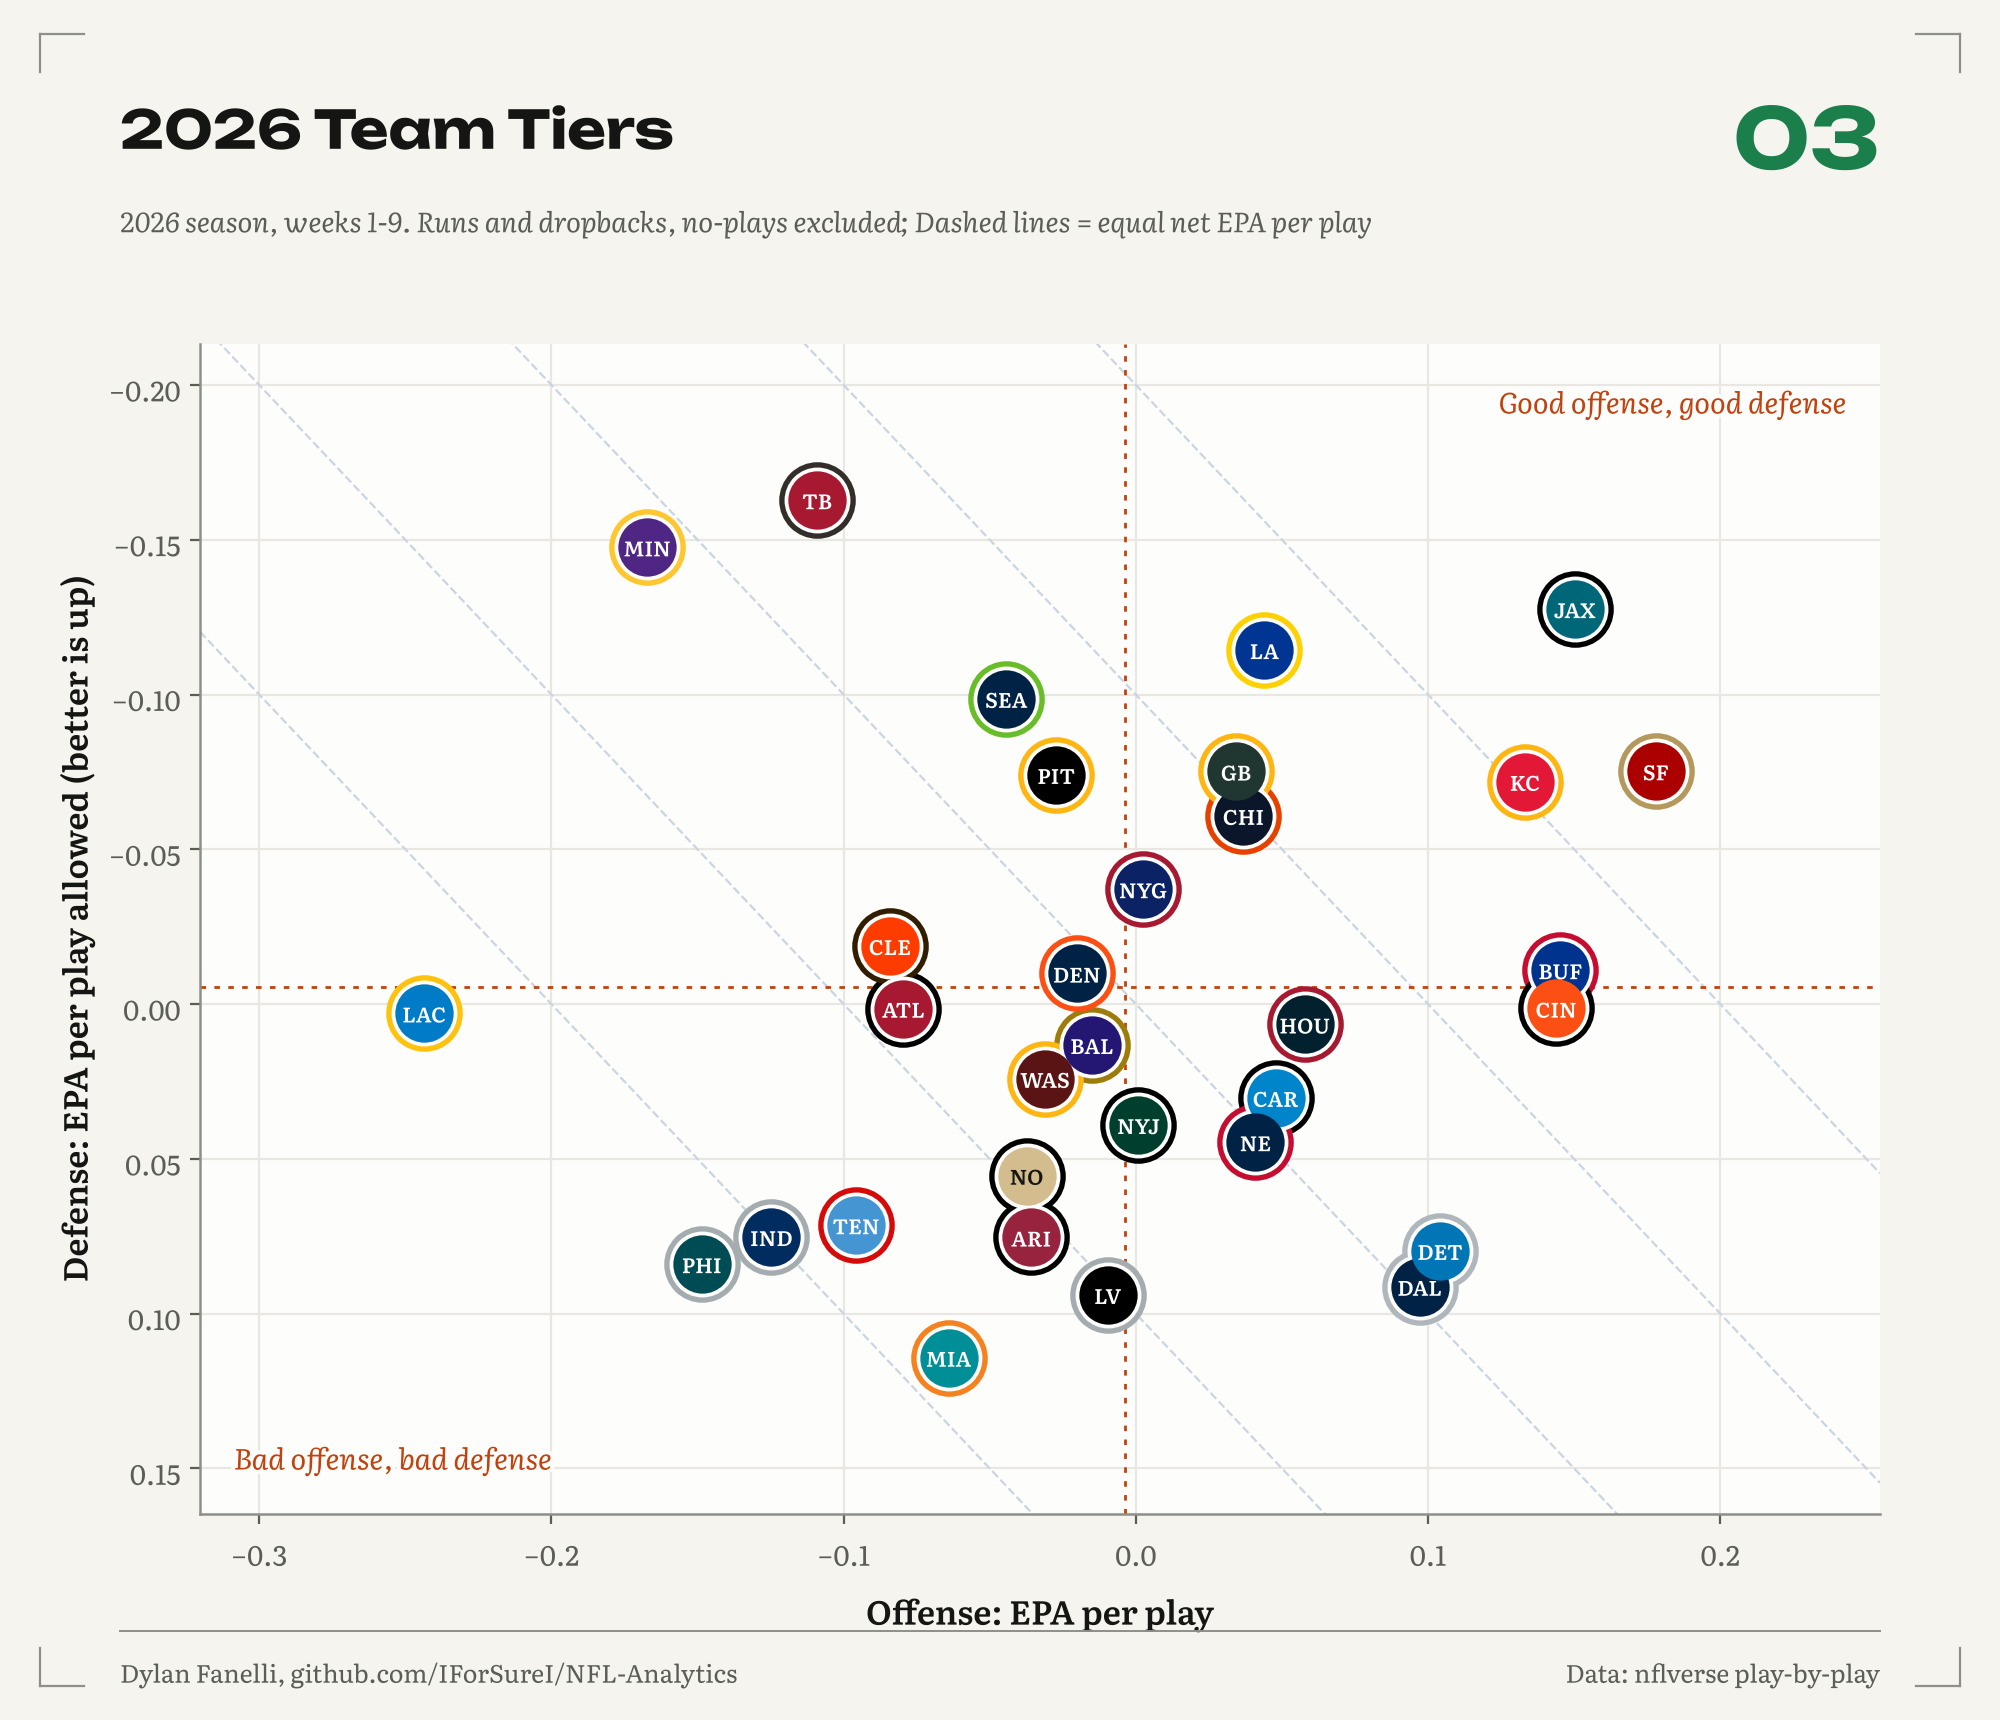 2026 Team Tiers
03
2026 season, weeks 1-9. Runs and dropbacks, no-plays excluded; Dashed lines = equal net EPA per play
Good offense, good defense
Defense: EPA per play allowed (better is up)
−0.20
−0.15
−0.10
−0.05
0.00
0.05
0.10
0.15
TB
MIN
JAX
LA
SEA
PIT
GB
KC
SF
CHI
NYG
CLE
DEN
BUF
LAC
ATL
CIN
HOU
BAL
WAS
CAR
NYJ
NE
NO
TEN
ARI
IND
DET
PHI
DAL
LV
MIA
Bad offense, bad defense
−0.3
−0.2
−0.1
0.0
0.1
0.2
Offense: EPA per play
Dylan Fanelli, github.com/IForSureI/NFL-Analytics
Data: nflverse play-by-play